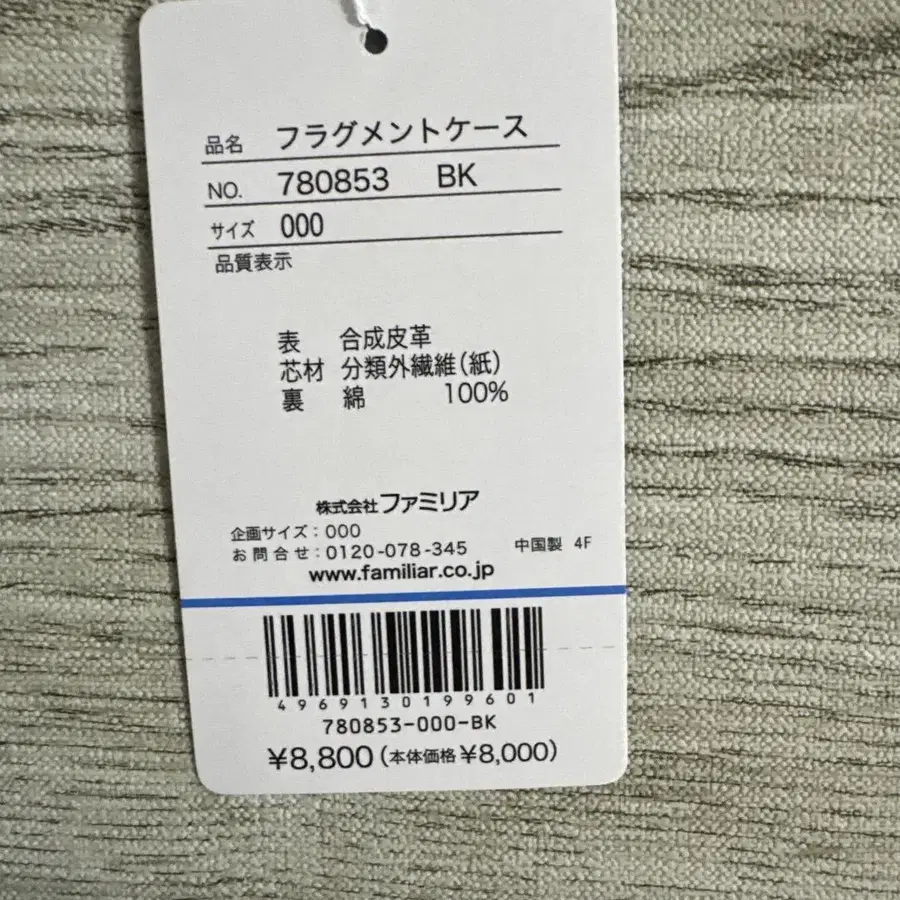 品名 フラグメントケース
NO. 780853 BK
サイズ 000
品質表示
表 合成皮革
芯材 分類外繊維(紙)
裏 綿 100%
株式会社ファミリア
企画サイズ:000
お問合せ:0120-078-345 中国製 4F
www.familiar.co.jp
4969130199601
780853-000-BK
¥8,800(本体価格¥8,000)